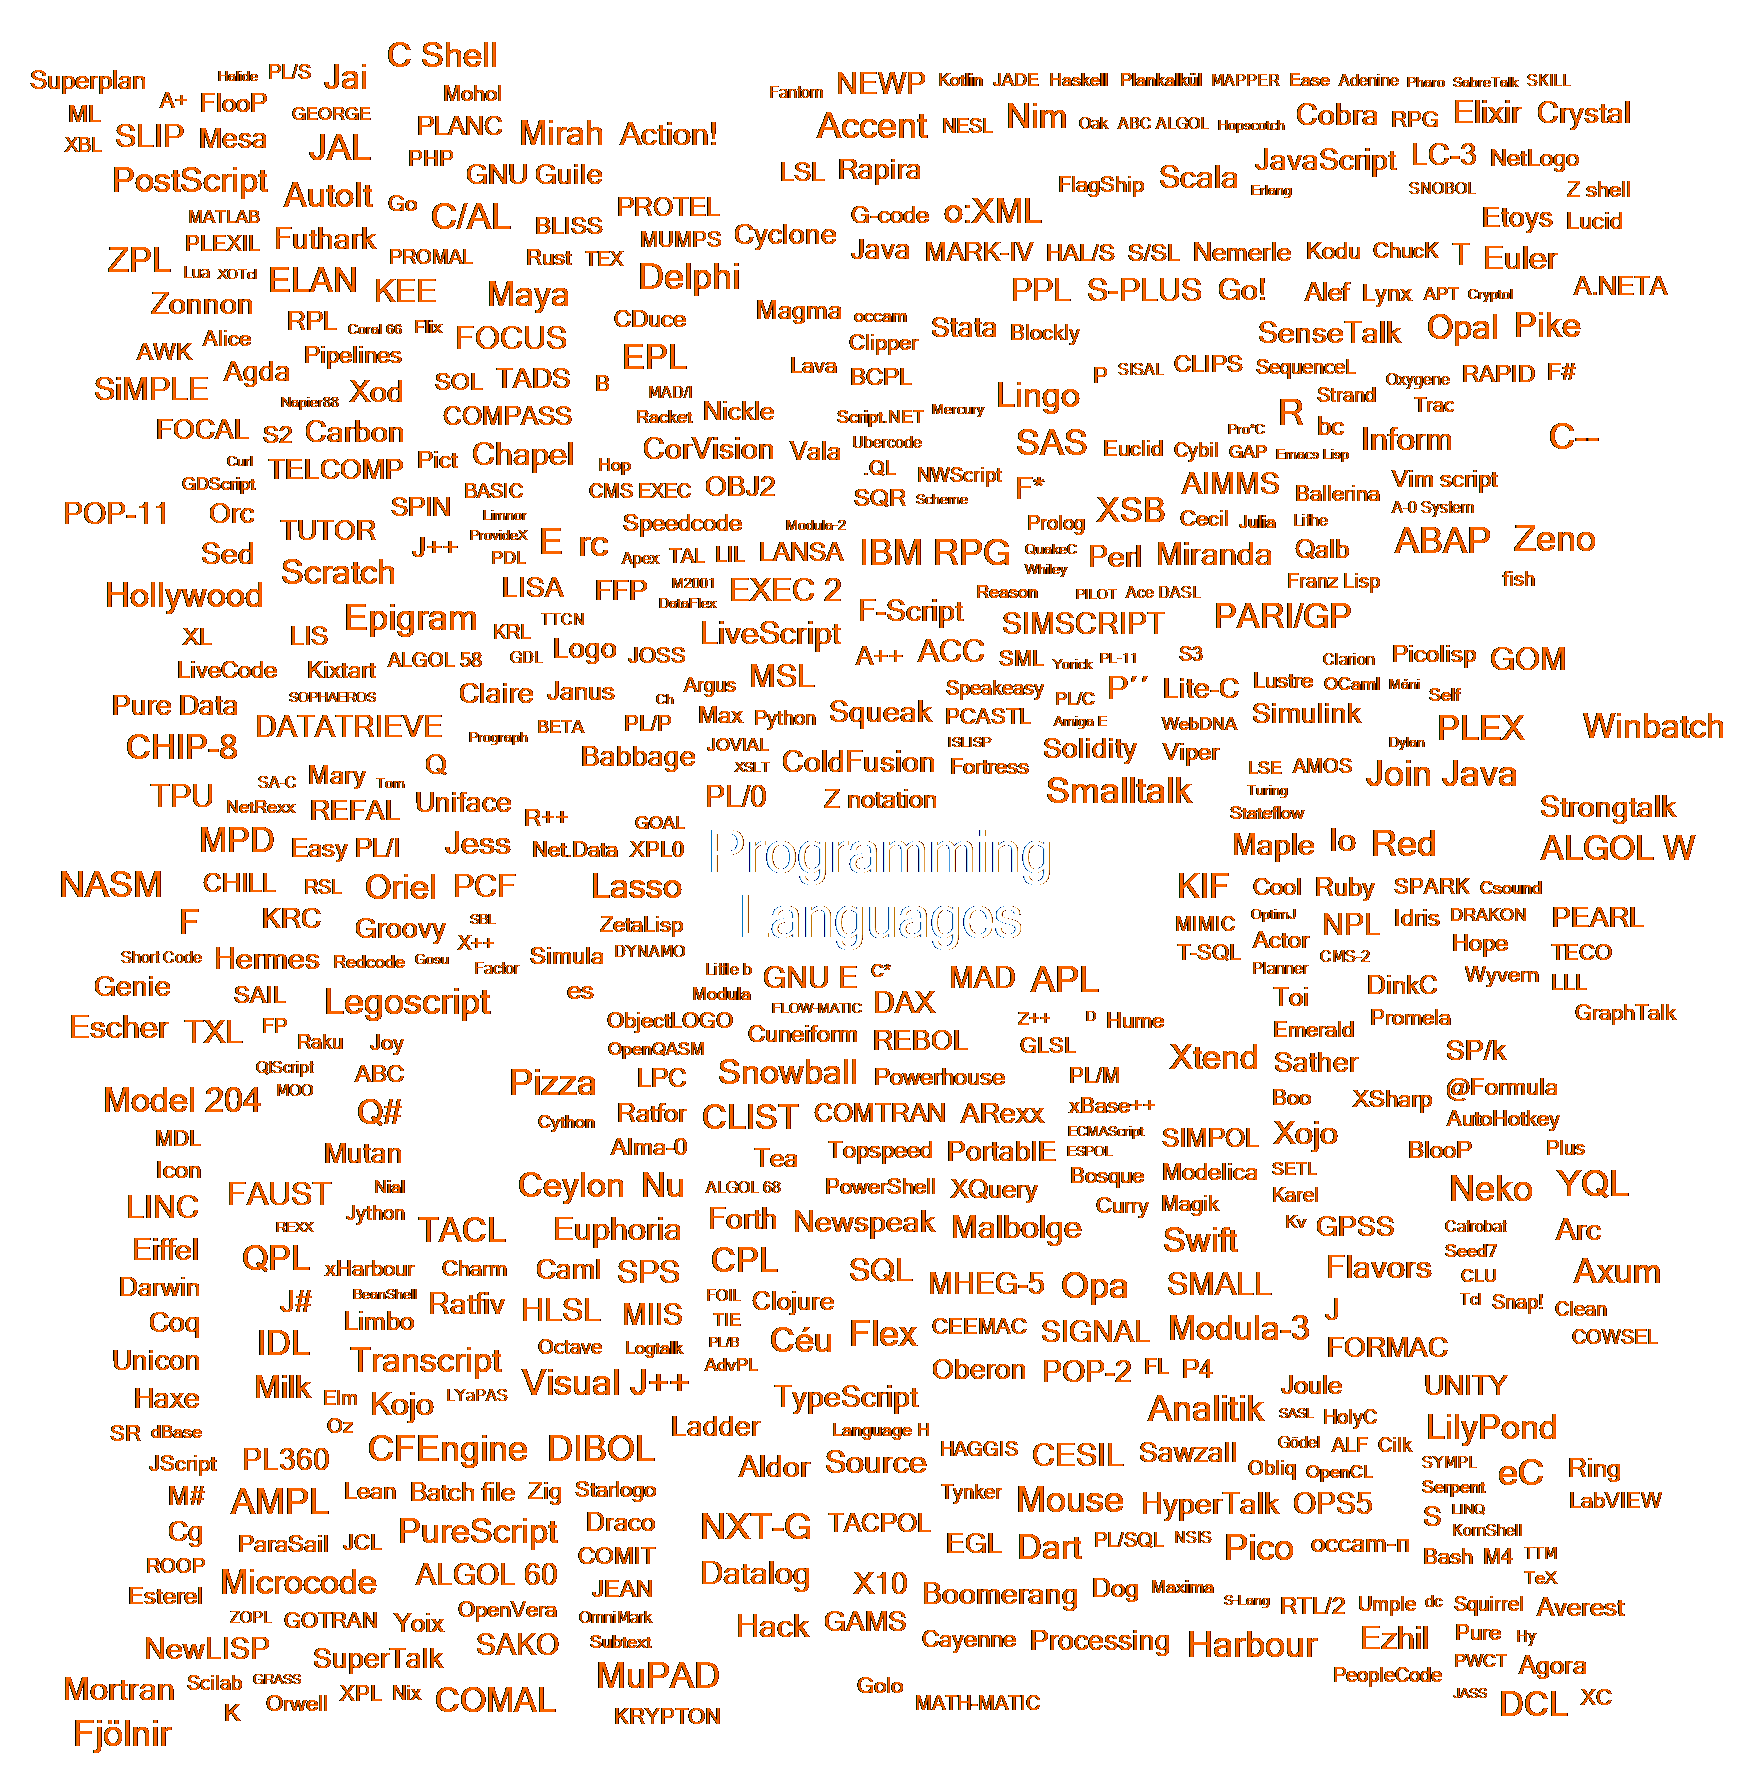 C Shell
Superplan Halide PL/S Jai Mohol Fantom NEWP Kotlin JADE Haskell Plankalkül MAPPER Ease Adenine Pharo SabreTalk SKILL
ML A+ FlooP GEORGE PLANC Mirah Action! Accent NESL Nim Oak ABC ALGOL Hopscotch Cobra RPG Elixir Crystal
XBL SLIP Mesa JAL PHP GNU Guile LSL Rapira JavaScript LC-3 NetLogo
PostScript AutoIt Go C/AL BLISS PROTEL FlagShip Scala Erlang SNOBOL Z shell
MATLAB G-code o:XML Etoys Lucid
PLEXIL Futhark PROMAL Rust TEX MUMPS Cyclone Java MARK-IV HAL/S S/SL Nemerle Kodu ChucK T Euler
ZPL Lua XOTcl ELAN KEE Maya Delphi PPL S-PLUS Go! Alef Lynx APT Cryptol A.NETA
Zonnon RPL Coral 66 Flix FOCUS CDuce Magma occam Stata Blockly SenseTalk Opal Pike
AWK Alice Pipelines EPL Clipper
SiMPLE Agda Napier88 Xod SOL TADS B MAD/I Lava BCPL Lingo P SISAL CLIPS SequenceL Oxygene RAPID F#
COMPASS Racket Nickle Script.NET Mercury R Strand Trac
FOCAL S2 Carbon CorVision Vala Ubercode SAS Euclid Cybil Pro*C GAP Emacs Lisp bc Inform C--
Curl TELCOMP Pict Chapel Hop .QL NWScript
GDScript BASIC CMS EXEC OBJ2 SQR Scheme F* AIMMS Ballerina Vim script
POP-11 Orc SPIN Limnor Speedcode Modula-2 Prolog XSB Cecil Julia Lithe A-0 System
Sed TUTOR J++ ProvideX PDL E rc Apex TAL LIL LANSA IBM RPG QuakeC Whiley Perl Miranda Qalb ABAP Zeno
Scratch LISA FFP M2001 DataFlex EXEC 2 Reason PILOT Ace DASL Franz Lisp fish
Hollywood Epigram KRL TTCN LiveScript F-Script SIMSCRIPT PARI/GP
XL LIS ALGOL 58 GDL Logo JOSS A++ ACC SML Yorick PL-11 S3 Clarion Picolisp GOM
LiveCode Kixtart SOPHAEROS Claire Janus Ch Argus MSL Speakeasy PL/C P′′ Lite-C Lustre OCaml Máni Self
Pure Data DATATRIEVE Prograph BETA PL/P Max Python Squeak PCASTL Amiga E WebDNA Simulink PLEX Winbatch
CHIP-8 Q Babbage JOVIAL XSLT ColdFusion ISLISP Fortress Solidity Viper Dylan
TPU SA-C Mary Tom PL/0 Z notation Smalltalk LSE AMOS Join Java
NetRexx REFAL Uniface R++ GOAL Turing Stateflow Strongtalk
MPD Easy PL/I Jess Net.Data XPL0 Programming Maple Io Red ALGOL W
NASM CHILL RSL Oriel PCF Lasso KIF Cool Ruby SPARK Csound
F KRC Groovy SBL X++ ZetaLisp Languages MIMIC OptimJ NPL Idris DRAKON PEARL
Short Code Hermes Redcode Gosu Factor Simula DYNAMO T-SQL Actor CMS-2 Hope TECO
Genie SAIL Legoscript es Little b Modula GNU E C* MAD APL Planner Toi DinkC Wyvern LLL
Escher TXL FP Raku Joy ObjectLOGO FLOW-MATIC DAX Z++ D Hume Emerald Promela GraphTalk
OpenQASM Cuneiform REBOL GLSL Xtend Sather SP/k
QtScript MOO ABC Pizza LPC Snowball Powerhouse PL/M @Formula
Model 204 Q# Cython Ratfor CLIST COMTRAN ARexx xBase++ Boo XSharp AutoHotkey
MDL Mutan Alma-0 Topspeed PortablE ECMAScript ESPOL SIMPOL Xojo BlooP Plus
Icon Nial Ceylon Nu Tea ALGOL 68 PowerShell XQuery Bosque Modelica SETL Neko YQL
LINC FAUST REXX Jython TACL Euphoria Forth Newspeak Malbolge Curry Magik Karel Kv GPSS Catrobat Arc
Eiffel QPL xHarbour Charm Caml SPS CPL SQL Swift Flavors Seed7 CLU Axum
Darwin J# BeanShell Ratfiv HLSL MIIS FOIL Clojure MHEG-5 Opa SMALL J Tcl Snap! Clean
Coq IDL Limbo Octave Logtalk TIE PL/B Céu Flex CEEMAC SIGNAL Modula-3 FORMAC COWSEL
Unicon Transcript Visual J++ AdvPL Oberon POP-2 FL P4
Haxe Milk Elm Kojo LYaPAS TypeScript Analitik Joule UNITY
SR dBase Oz Ladder Language H SASL HolyC LilyPond
JScript PL360 CFEngine DIBOL Aldor Source HAGGIS CESIL Sawzall Gödel ALF Cilk Obliq OpenCL SYMPL eC Ring
M# AMPL Lean Batch file Zig Starlogo Tynker Mouse HyperTalk OPS5 Serpent S LINQ LabVIEW
Cg ParaSail JCL PureScript Draco NXT-G TACPOL EGL Dart PL/SQL NSIS Pico occam-π KornShell
ROOP Microcode ALGOL 60 COMIT Datalog X10 Bash M4 TTM
Esterel JEAN Boomerang Dog Maxima S-Lang RTL/2 Umple dc Squirrel TeX Averest
ZOPL GOTRAN Yoix OpenVera OmniMark Hack GAMS
NewLISP SuperTalk SAKO Subtext Cayenne Processing Harbour Ezhil Pure Hy
Mortran Scilab GRASS Orwell XPL Nix COMAL MuPAD Golo PeopleCode PWCT Agora
K KRYPTON MATH-MATIC JASS DCL XC
Fjölnir